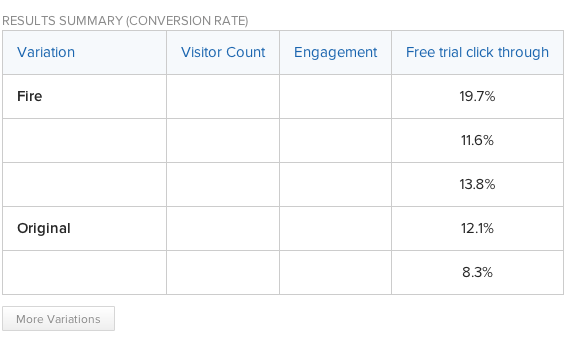 RESULTS SUMMARY (CONVERSION RATE)
Variation Visitor Count Engagement Free trial click through
Fire 19.7%
11.6%
13.8%
Original 12.1%
8.3%
More Variations